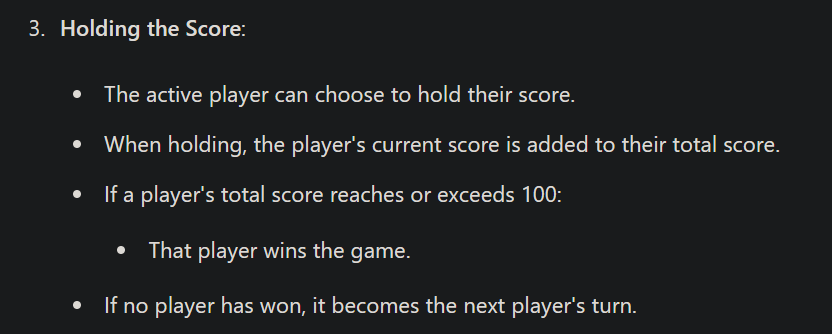 3. Holding the Score:
• The active player can choose to hold their score.
• When holding, the player's current score is added to their total score.
• If a player's total score reaches or exceeds 100:
• That player wins the game.
• If no player has won, it becomes the next player's turn.